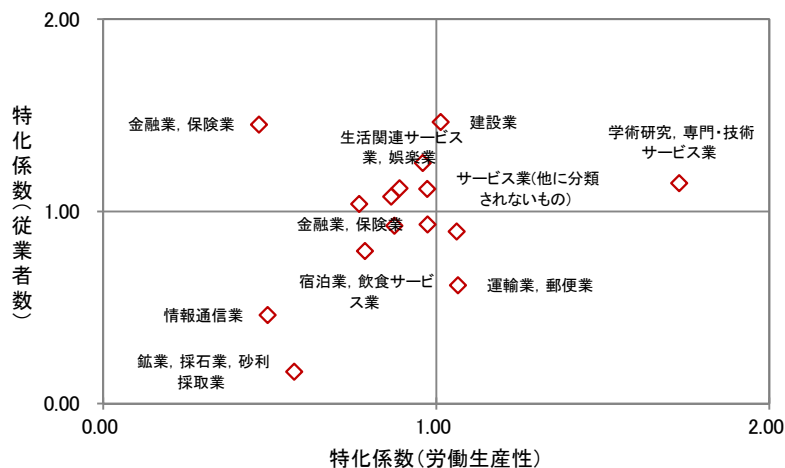 2.00
特化係数(従業者数)
金融業, 保険業
建設業
生活関連サービス
業, 娯楽業
学術研究, 専門・技術
サービス業
サービス業(他に分類
されないもの)
1.00
金融業, 保険業
宿泊業, 飲食サービ
ス業
運輸業, 郵便業
情報通信業
鉱業, 採石業, 砂利
採取業
0.00
0.00
1.00
2.00
特化係数(労働生産性)